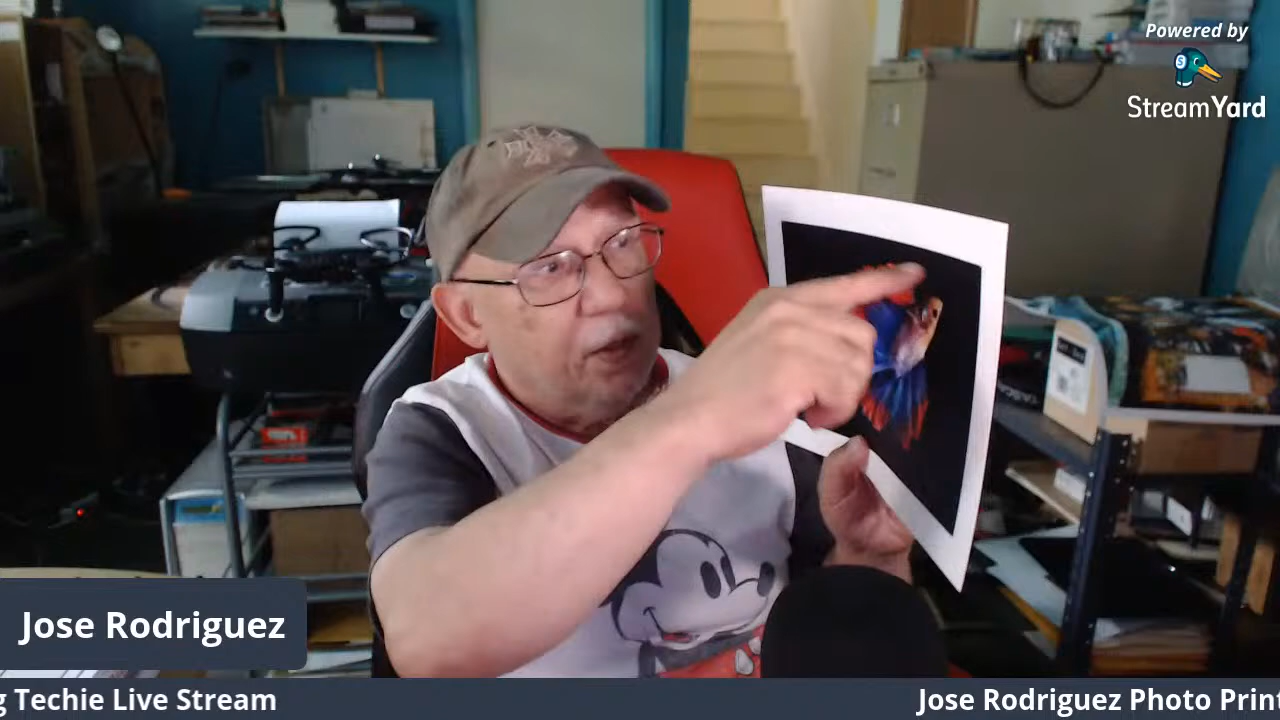 Powered by
StreamYard
Jose Rodriguez
g Techie Live Stream
Jose Rodriguez Photo Print